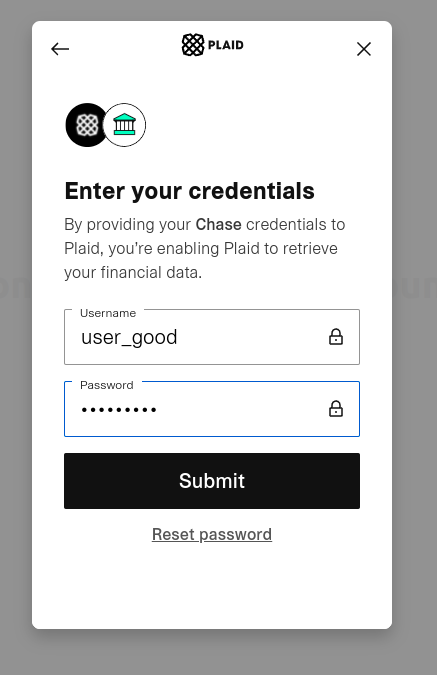 PLAID
Enter your credentials
By providing your Chase credentials to
Plaid, you’re enabling Plaid to retrieve
your financial data.
Username
user_good
Password
•••••••••
Submit
Reset password